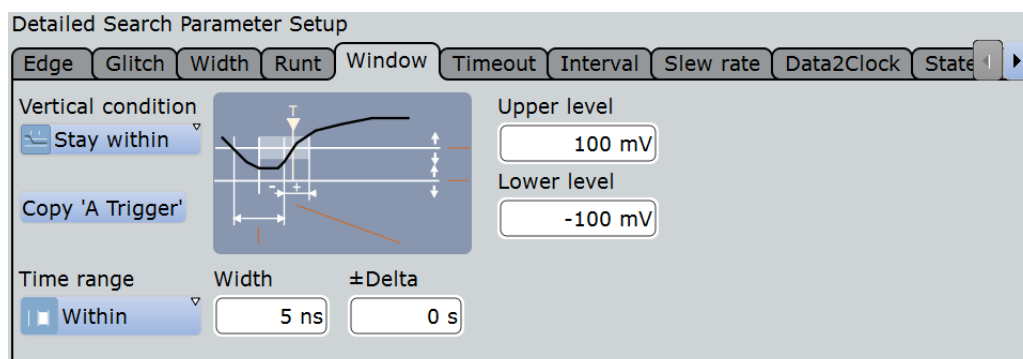 Detailed Search Parameter Setup
Edge Glitch Width Runt Window Timeout Interval Slew rate Data2Clock State
Vertical condition
Stay within
Copy 'A Trigger'
T
- +
Upper level
100 mV
Lower level
-100 mV
Time range Width ±Delta
Within 5 ns 0 s